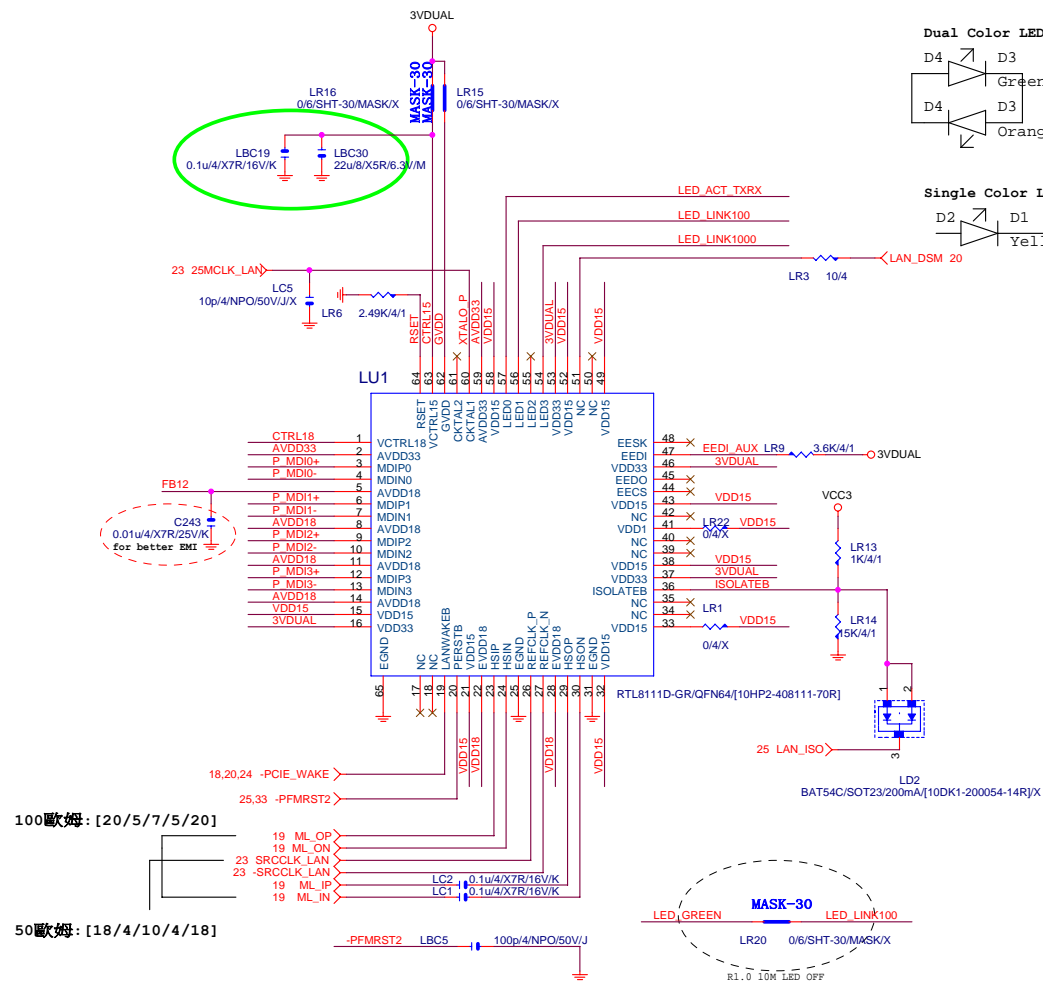 3VDUAL
Dual Color LED
D4 D3
Green
D4 D3
Orang
MASK-30
MASK-30
LR16
0/6/SHT-30/MASK/X
LR15
0/6/SHT-30/MASK/X
LBC19
0.1u/4/X7R/16V/K
LBC30
22u/8/X5R/6.3V/M
Single Color L
D2 D1
Yell
LED_ACT_TXRX
LED_LINK100
LED_LINK1000
LAN_DSM 20
LR3 10/4
23 25MCLK_LAN
LC5
10p/4/NPO/50V/J/X
LR6 2.49K/4/1
RSET
CTRL15
GVDD
XTALO_P
AVDD33
VDD15
3VDUAL
VDD15
VDD15
LU1
64 63 62 61 60 59 58 57 56 55 54 53 52 51 50 49
RSET
VCTRL15
GVDD
CKTAL2
CKTAL1
AVDD33
VDD15
LED0
LED1
LED2
LED3
VDD33
VDD15
NC
NC
VDD15
CTRL18 1 VCTRL18
AVDD33 2 AVDD33
P_MDI0+ 3 MDIP0
P_MDI0- 4 MDIN0
FB12 5 AVDD18
P_MDI1+ 6 MDIP1
P_MDI1- 7 MDIN1
AVDD18 8 AVDD18
P_MDI2+ 9 MDIP2
P_MDI2- 10 MDIN2
AVDD18 11 AVDD18
P_MDI3+ 12 MDIP3
P_MDI3- 13 MDIN3
AVDD18 14 AVDD18
VDD15 15 VDD15
3VDUAL 16 VDD33
C243
0.01u/4/X7R/25V/K
for better EMI
EESK 48
EEDI 47 EEDI_AUX LR9 3.6K/4/1 3VDUAL
VDD33 46 3VDUAL
EEDO 45
EECS 44
VDD15 43 VDD15
NC 42
VDD1 41 LR22 VDD15
0/4/X
NC 40
NC 39
VDD15 38 VDD15
VDD33 37 3VDUAL
ISOLATEB 36 ISOLATEB
NC 35
NC 34
VDD15 33 LR1 VDD15
0/4/X
VCC3
LR13
1K/4/1
LR14
15K/4/1
EGND
NC
NC
LANWAKEB
PERSTB
VDD15
EVDD18
HSIP
HSIN
EGND
REFCLK_P
REFCLK_N
EVDD18
HSOP
HSON
EGND
VDD15
65 17 18 19 20 21 22 23 24 25 26 27 28 29 30 31 32
RTL8111D-GR/QFN64/[10HP2-408111-70R]
VDD15
VDD18
VDD18
VDD15
1 2
3
25 LAN_ISO
LD2
BAT54C/SOT23/200mA/[10DK1-200054-14R]/X
18,20,24 -PCIE_WAKE
25,33 -PFMRST2
100歐姆:[20/5/7/5/20]
19 ML_OP
19 ML_ON
23 SRCCLK_LAN
23 -SRCCLK_LAN
19 ML_IP LC2 0.1u/4/X7R/16V/K
19 ML_IN LC1 0.1u/4/X7R/16V/K
50歐姆:[18/4/10/4/18]
-PFMRST2 LBC5 100p/4/NPO/50V/J
MASK-30
LED_GREEN LED_LINK100
LR20 0/6/SHT-30/MASK/X
R1.0 10M LED OFF